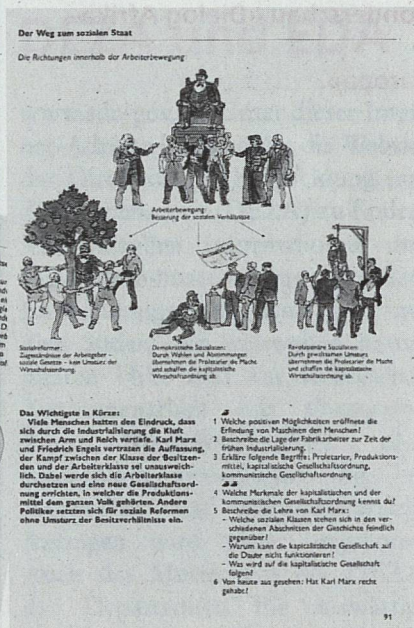 Der Weg zum sozialen Staat
Die Richtungen innerhalb der Arbeiterbewegung
Arbeiterbewegung:
Besserung der sozialen Verhältnisse
Sozialreformer:
Zugeständnisse der Arbeitgeber –
soziale Gesetze – kein Umsturz der
Wirtschaftsordnung.
Demokratische Sozialisten:
Durch Wahlen und Abstimmungen
übernehmen die Proletarier die Macht
und schaffen die kapitalistische
Wirtschaftsordnung ab.
Revolutionäre Sozialisten:
Durch gewaltsamen Umsturz
übernehmen die Proletarier die Macht
und schaffen die kapitalistische
Wirtschaftsordnung ab.
Das Wichtigste in Kürze:
Viele Menschen hatten den Eindruck, dass
sich durch die Industrialisierung die Kluft
zwischen Arm und Reich vertiefe. Karl Marx
und Friedrich Engels vertraten die Auffassung,
der Kampf zwischen der Klasse der Besitzen-
den und der Arbeiterklasse sei unausweich-
lich. Dabei werde sich die Arbeiterklasse
durchsetzen und eine neue Gesellschaftsord-
nung errichten, in welcher die Produktions-
mittel dem ganzen Volk gehörten. Andere
Politiker setzten sich für soziale Reformen
ohne Umsturz der Besitzverhältnisse ein.
1 Welche positiven Möglichkeiten eröffnete die
Erfindung von Maschinen den Menschen?
2 Beschreibe die Lage der Fabrikarbeiter zur Zeit der
frühen Industrialisierung.
3 Erkläre folgende Begriffe: Proletarier, Produktions-
mittel, kapitalistische Gesellschaftsordnung,
kommunistische Gesellschaftsordnung.
4 Welche Merkmale der kapitalistischen und der
kommunistischen Gesellschaftsordnung kennst du?
5 Beschreibe die Lehre von Karl Marx:
– Welche sozialen Klassen stehen sich in den ver-
schiedenen Abschnitten der Geschichte feindlich
gegenüber?
– Warum kann die kapitalistische Gesellschaft auf
die Dauer nicht funktionieren?
– Was wird auf die kapitalistische Gesellschaft
folgen?
6 Von heute aus gesehen: Hat Karl Marx recht
gehabt?
91